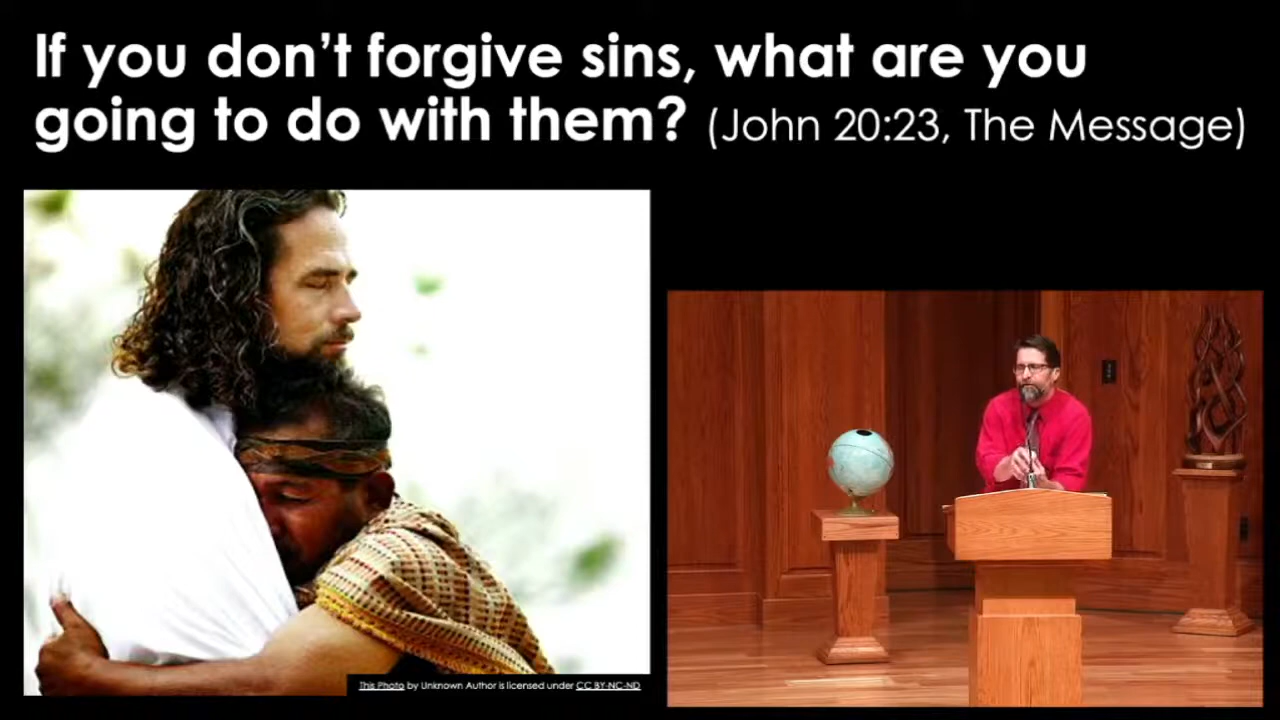 If you don’t forgive sins, what are you
going to do with them? (John 20:23, The Message)
This Photo by Unknown Author is licensed under CC BY-NC-ND